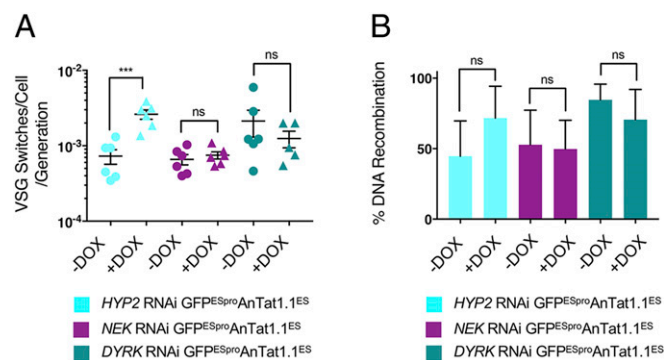 A
VSG Switches/Cell
/Generation
10⁻²
10⁻³
10⁻⁴
***
ns
ns
-DOX
+DOX
-DOX
+DOX
-DOX
+DOX
HYP2 RNAi GFPᴱˢᵖʳᵒAnTat1.1ᴱˢ
NEK RNAi GFPᴱˢᵖʳᵒAnTat1.1ᴱˢ
DYRK RNAi GFPᴱˢᵖʳᵒAnTat1.1ᴱˢ
B
% DNA Recombination
100
50
0
ns
ns
ns
-DOX
+DOX
-DOX
+DOX
-DOX
+DOX
HYP2 RNAi GFPᴱˢᵖʳᵒAnTat1.1ᴱˢ
NEK RNAi GFPᴱˢᵖʳᵒAnTat1.1ᴱˢ
DYRK RNAi GFPᴱˢᵖʳᵒAnTat1.1ᴱˢ